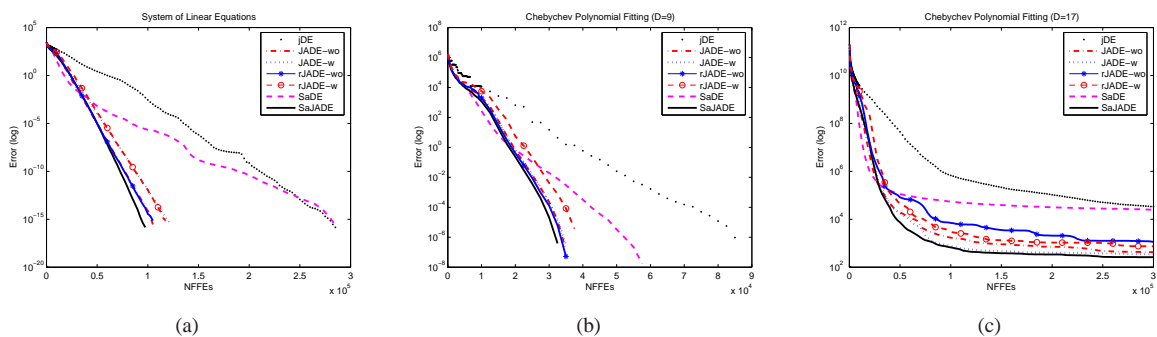 System of Linear Equations
10^5
10^0
10^-5
10^-10
10^-15
10^-20
Error (log)
0 0.5 1 1.5 2 2.5 3
x 10^5
NFFEs
jDE
JADE-wo
JADE-w
rJADE-wo
rJADE-w
SaDE
SaJADE
(a)
Chebychev Polynomial Fitting (D=9)
10^8
10^6
10^4
10^2
10^0
10^-2
10^-4
10^-6
10^-8
Error (log)
0 1 2 3 4 5 6 7 8 9
x 10^4
NFFEs
jDE
JADE-wo
JADE-w
rJADE-wo
rJADE-w
SaDE
SaJADE
(b)
Chebychev Polynomial Fitting (D=17)
10^12
10^10
10^8
10^6
10^4
10^2
Error (log)
0 0.5 1 1.5 2 2.5 3
x 10^5
NFFEs
jDE
JADE-wo
JADE-w
rJADE-wo
rJADE-w
SaDE
SaJADE
(c)